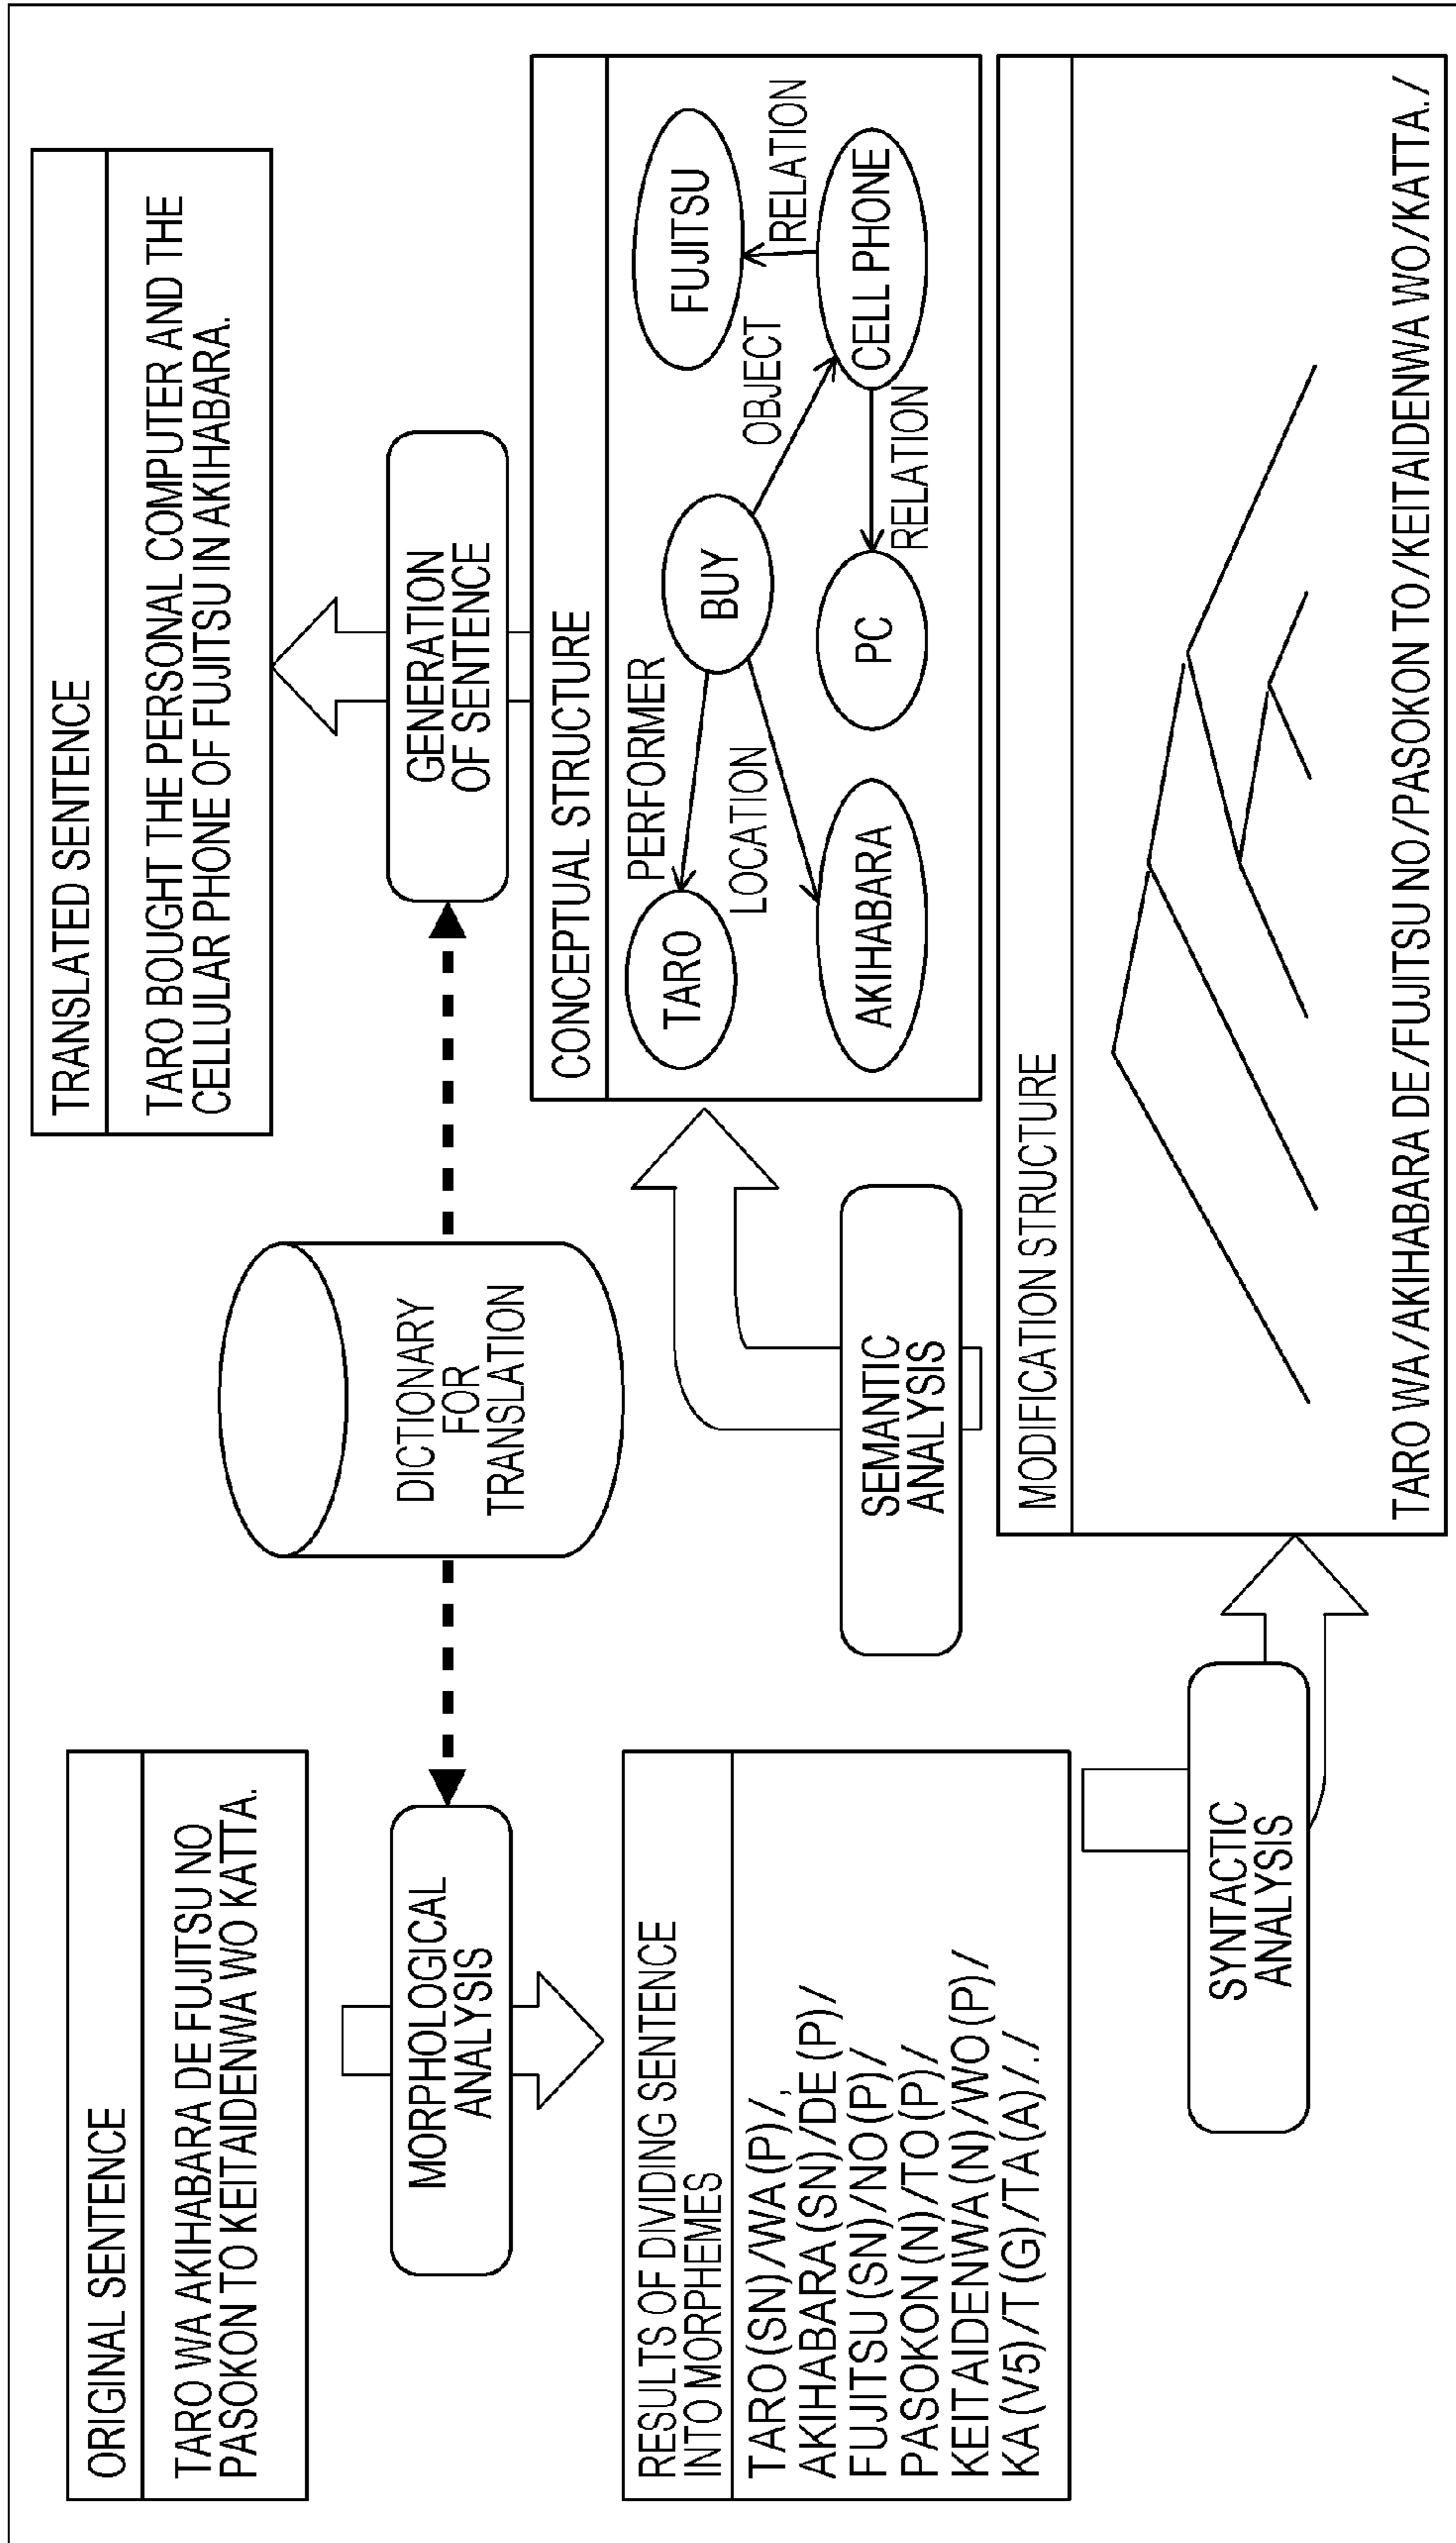 ORIGINAL SENTENCE
TARO WA AKIHABARA DE FUJITSU NO
PASOKON TO KEITAIDENWA WO KATTA.
MORPHOLOGICAL
ANALYSIS
RESULTS OF DIVIDING SENTENCE
INTO MORPHEMES
TARO (SN) /WA (P) /,
AKIHABARA (SN) /DE (P) /
FUJITSU (SN) /NO (P) /
PASOKON (N) /TO (P) /
KEITAIDENWA (N) /WO (P) /
KA (V5) /T (G) /TA (A) /./
SYNTACTIC
ANALYSIS
DICTIONARY
FOR
TRANSLATION
SEMANTIC
ANALYSIS
MODIFICATION STRUCTURE
TARO WA/AKIHABARA DE/FUJITSU NO/PASOKON TO/KEITAIDENWA WO/KATTA./
CONCEPTUAL STRUCTURE
PERFORMER
TARO
LOCATION
AKIHABARA
BUY
PC
OBJECT
RELATION
FUJITSU
RELATION
CELL PHONE
GENERATION
OF SENTENCE
TRANSLATED SENTENCE
TARO BOUGHT THE PERSONAL COMPUTER AND THE
CELLULAR PHONE OF FUJITSU IN AKIHABARA.